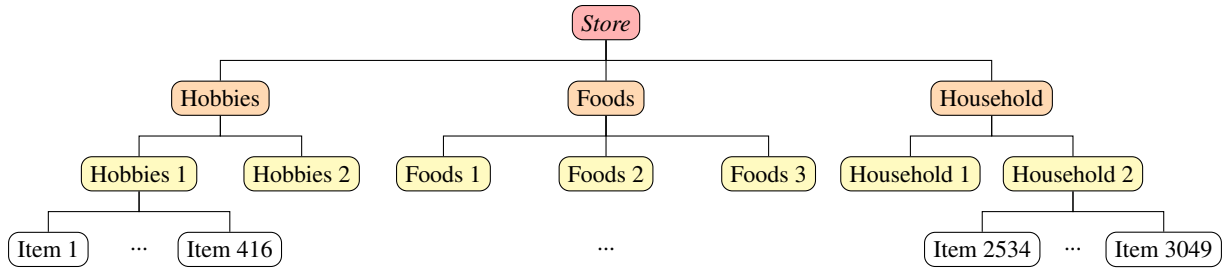 Store
Hobbies Foods Household
Hobbies 1 Hobbies 2 Foods 1 Foods 2 Foods 3 Household 1 Household 2
Item 1 ... Item 416 ... Item 2534 ... Item 3049